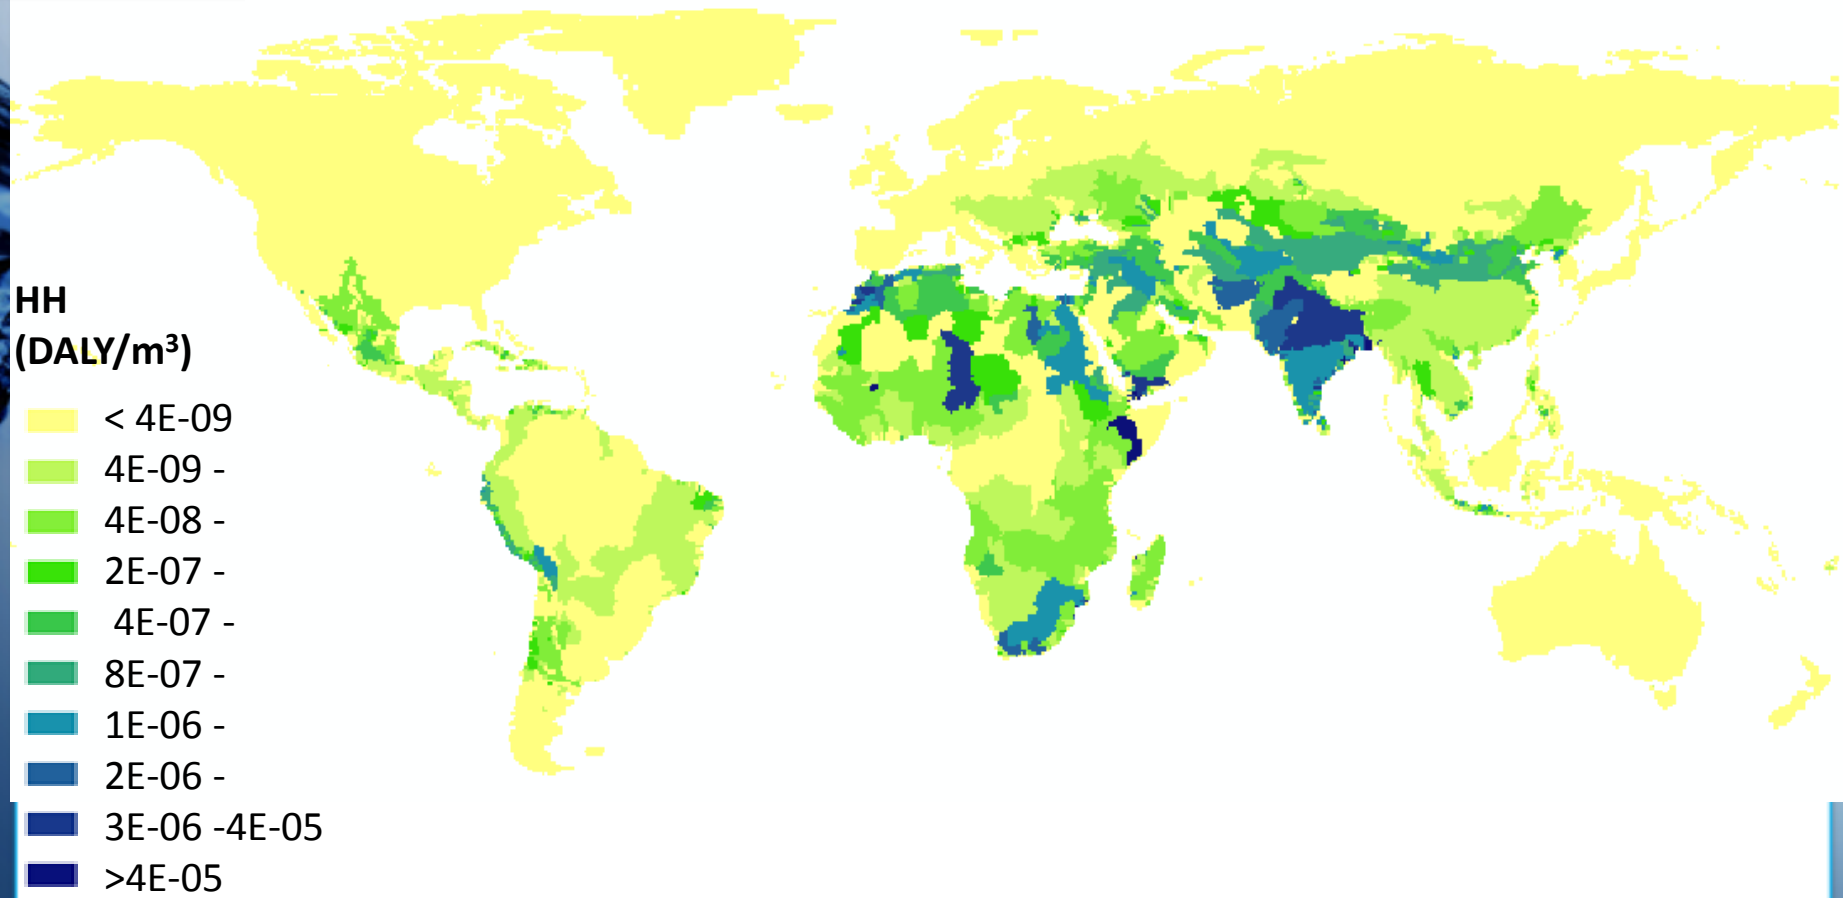 HH
(DALY/m³)
< 4E-09
4E-09 -
4E-08 -
2E-07 -
4E-07 -
8E-07 -
1E-06 -
2E-06 -
3E-06 -4E-05
>4E-05